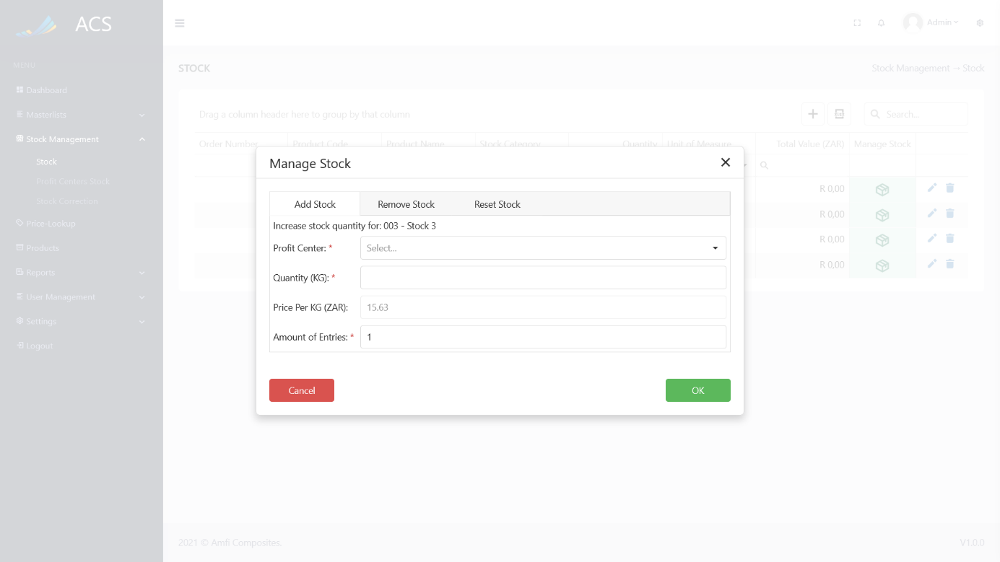 ACS
Admin
MENU
STOCK
Stock Management → Stock
Dashboard
Masterlists
Stock Management
Stock
Profit Centers Stock
Stock Correction
Price-Lookup
Products
Reports
User Management
Settings
Logout
Drag a column header here to group by that column
Search...
Order Number Product Code Product Name Stock Category Quantity Unit of Measure Total Value (ZAR) Manage Stock
R 0,00
R 0,00
R 0,00
R 0,00
Manage Stock
Add Stock Remove Stock Reset Stock
Increase stock quantity for: 003 - Stock 3
Profit Center: * Select...
Quantity (KG): *
Price Per KG (ZAR): 15.63
Amount of Entries: * 1
Cancel OK
2021 © Amfi Composites. V1.0.0